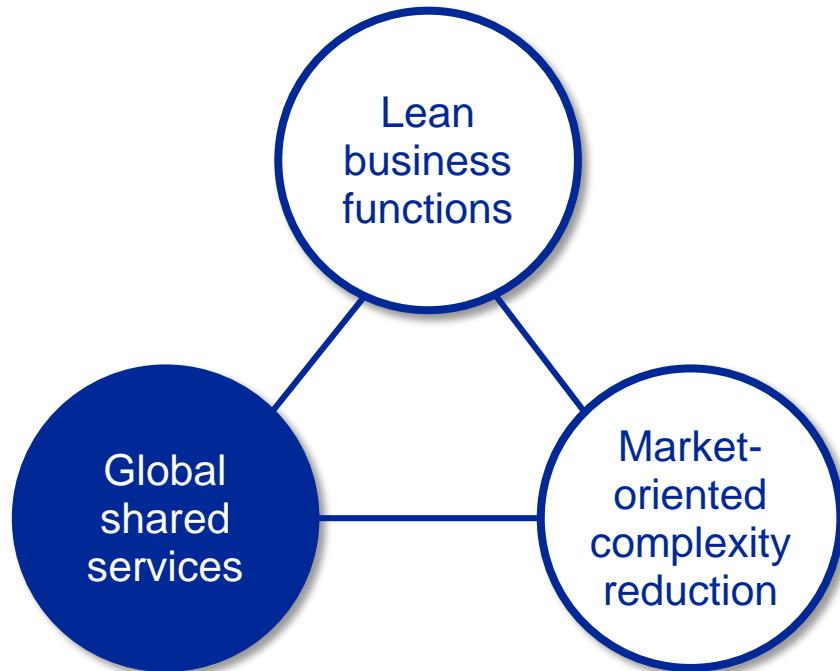 Lean
business
functions
Global
shared
services
Market-
oriented
complexity
reduction